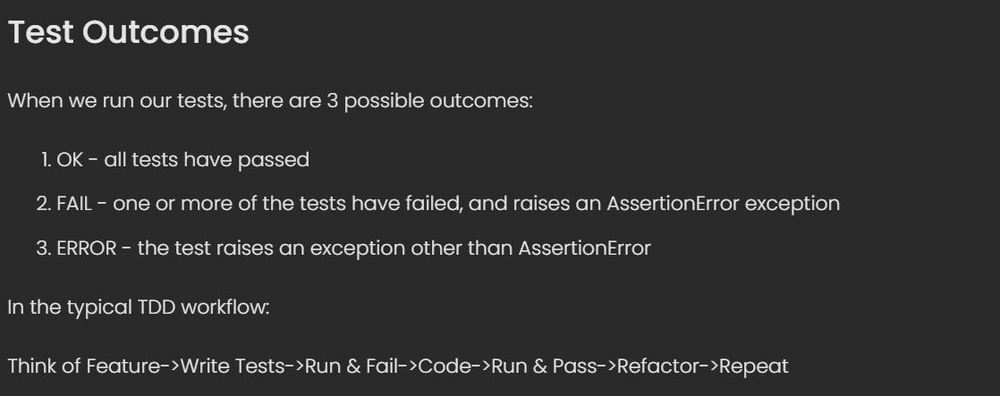 Test Outcomes
When we run our tests, there are 3 possible outcomes:
1. OK - all tests have passed
2. FAIL - one or more of the tests have failed, and raises an AssertionError exception
3. ERROR - the test raises an exception other than AssertionError
In the typical TDD workflow:
Think of Feature->Write Tests->Run & Fail->Code->Run & Pass->Refactor->Repeat